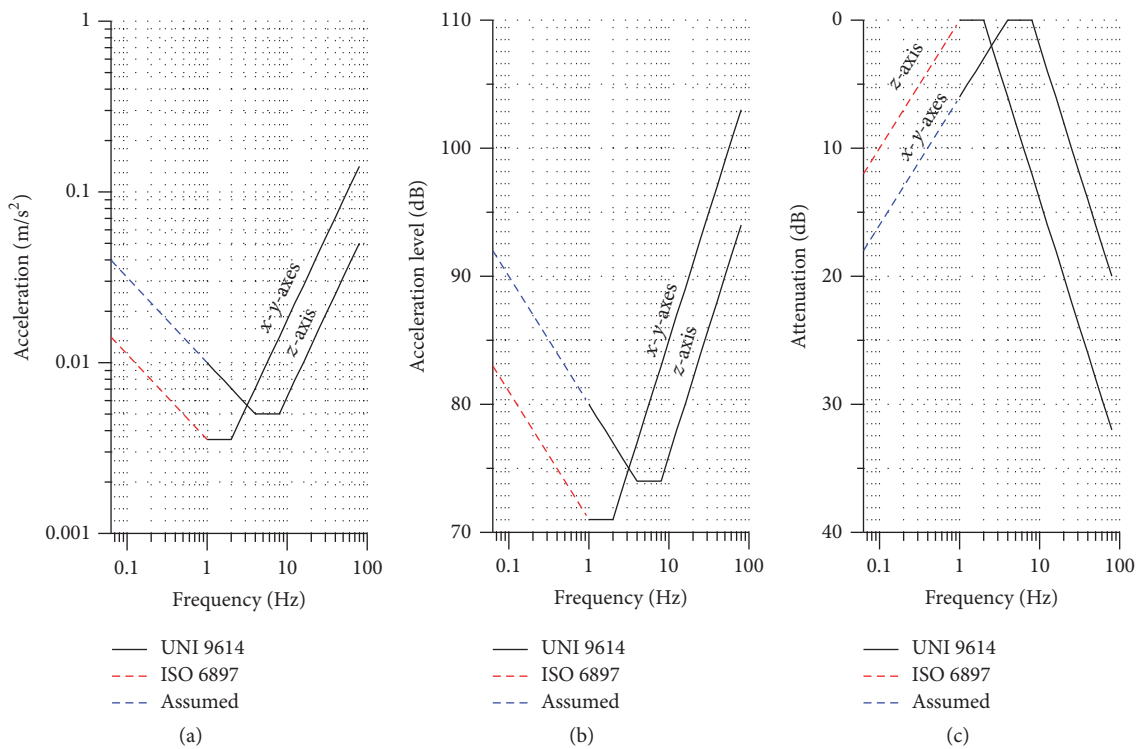 1
0.1
0.01
0.001
Acceleration (m/s²)
x-y-axes
z-axis
0.1 1 10 100
Frequency (Hz)
UNI 9614
ISO 6897
Assumed
(a)
110
100
90
80
70
Acceleration level (dB)
x-y-axes
z-axis
0.1 1 10 100
Frequency (Hz)
UNI 9614
ISO 6897
Assumed
(b)
0
10
20
30
40
Attenuation (dB)
z-axis
x-y-axes
0.1 1 10 100
Frequency (Hz)
UNI 9614
ISO 6897
Assumed
(c)